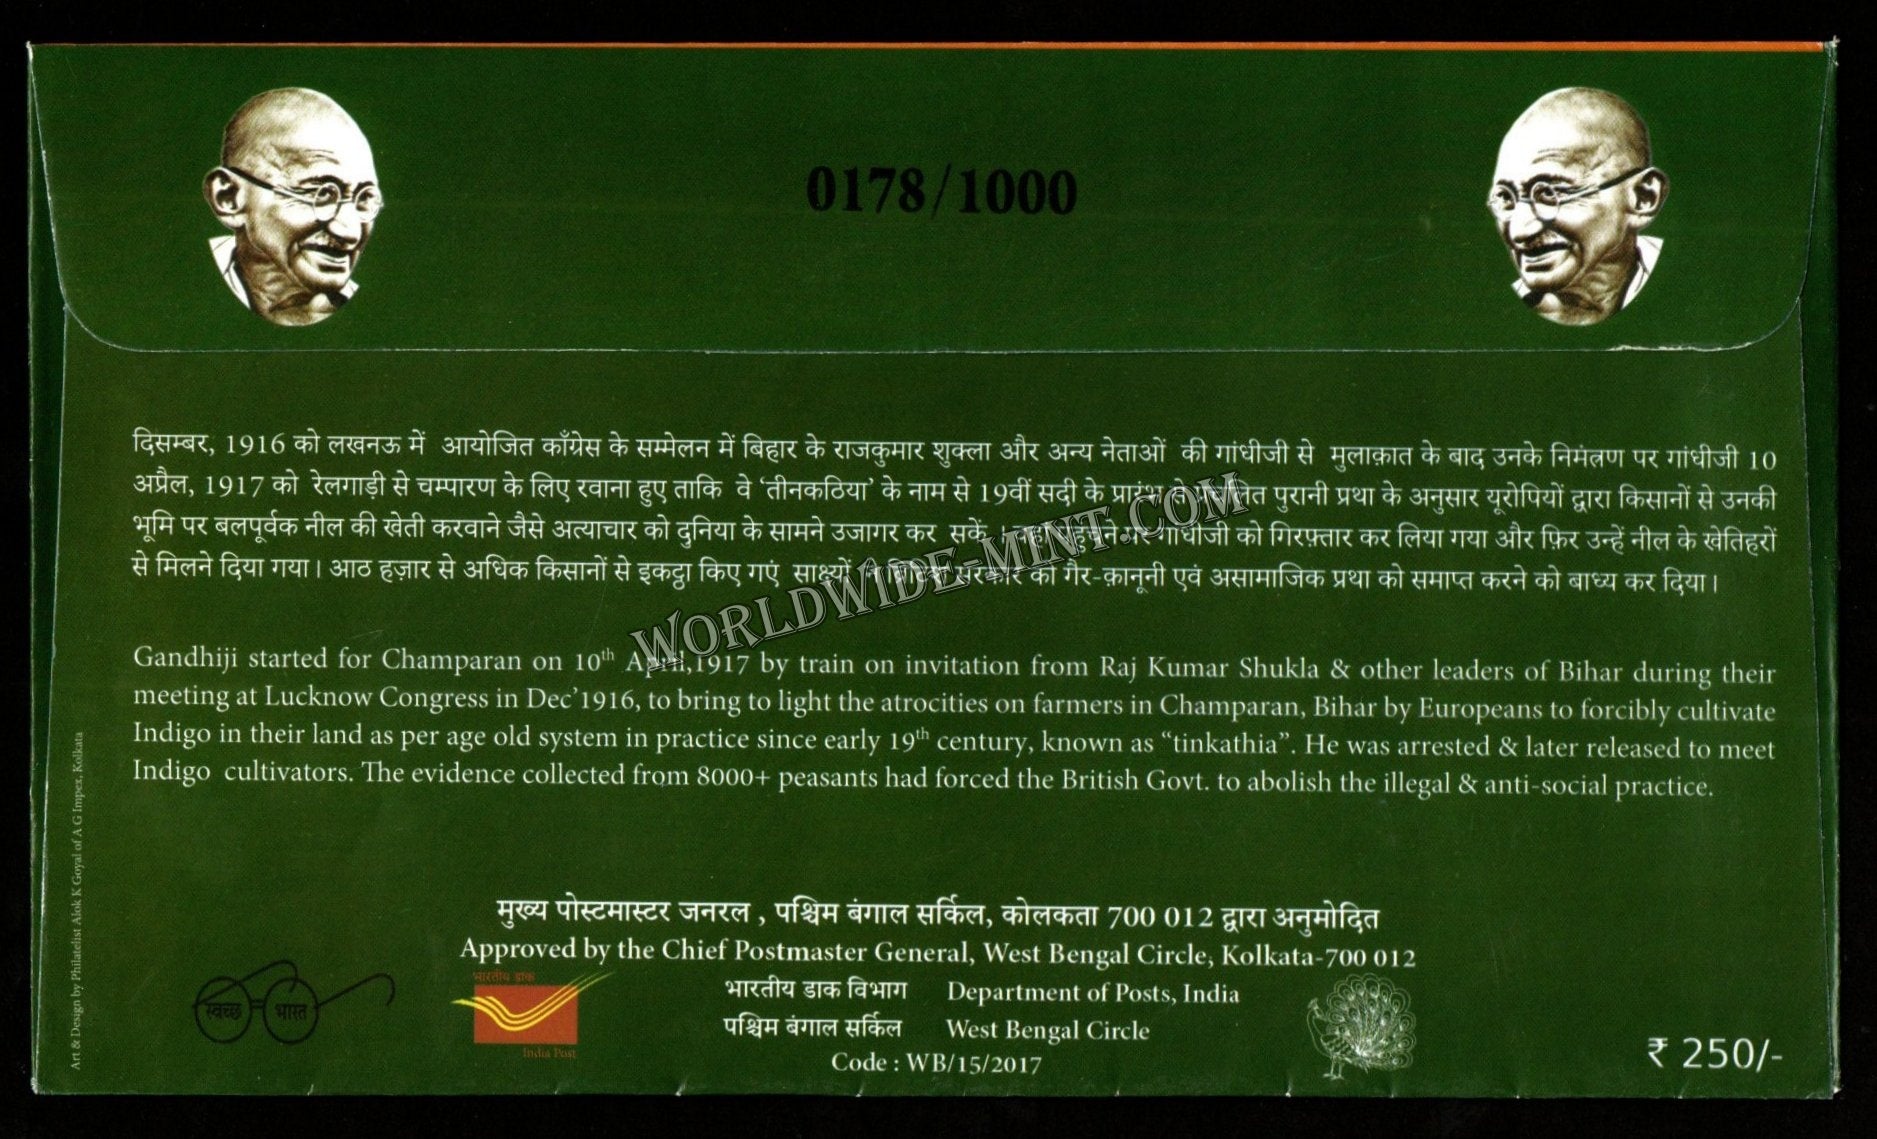 0178/1000
दिसम्बर, 1916 को लखनऊ में आयोजित काँग्रेस के सम्मेलन में बिहार के राजकुमार शुक्ला और अन्य नेताओं की गांधीजी से मुलाक़ात के बाद उनके निमंत्रण पर गांधीजी 10
अप्रैल, 1917 को रेलगाड़ी से चम्पारण के लिए रवाना हुए ताकि वे ‘तीनकठिया’ के नाम से 19वीं सदी के प्रारंभ से पुरानी प्रथा के अनुसार यूरोपियों द्वारा किसानों से उनकी
भूमि पर बलपूर्वक नील की खेती करवाने जैसे अत्याचार को दुनिया के सामने उजागर कर सकें । पर गांधीजी को गिरफ़्तार कर लिया गया और फ़िर उन्हें नील के खेतिहरों
से मिलने दिया गया । आठ हज़ार से अधिक किसानों से इकट्ठा किए गएं साक्ष्यों सरकार को गैर-क़ानूनी एवं असामाजिक प्रथा को समाप्त करने को बाध्य कर दिया ।
Gandhiji started for Champaran on 10th April,1917 by train on invitation from Raj Kumar Shukla & other leaders of Bihar during their
meeting at Lucknow Congress in Dec’1916, to bring to light the atrocities on farmers in Champaran, Bihar by Europeans to forcibly cultivate
Indigo in their land as per age old system in practice since early 19th century, known as “tinkathia”. He was arrested & later released to meet
Indigo cultivators. The evidence collected from 8000+ peasants had forced the British Govt. to abolish the illegal & anti-social practice.
WORLDWIDE-MINT.COM
Art & Design by Philatelist Alok K Goyal of A G Impex, Kolkata
मुख्य पोस्टमास्टर जनरल , पश्चिम बंगाल सर्किल, कोलकता 700 012 द्वारा अनुमोदित
Approved by the Chief Postmaster General, West Bengal Circle, Kolkata-700 012
स्वच्छ भारत
भारतीय डाक
India Post
भारतीय डाक विभाग Department of Posts, India
पश्चिम बंगाल सर्किल West Bengal Circle
Code : WB/15/2017
₹ 250/-